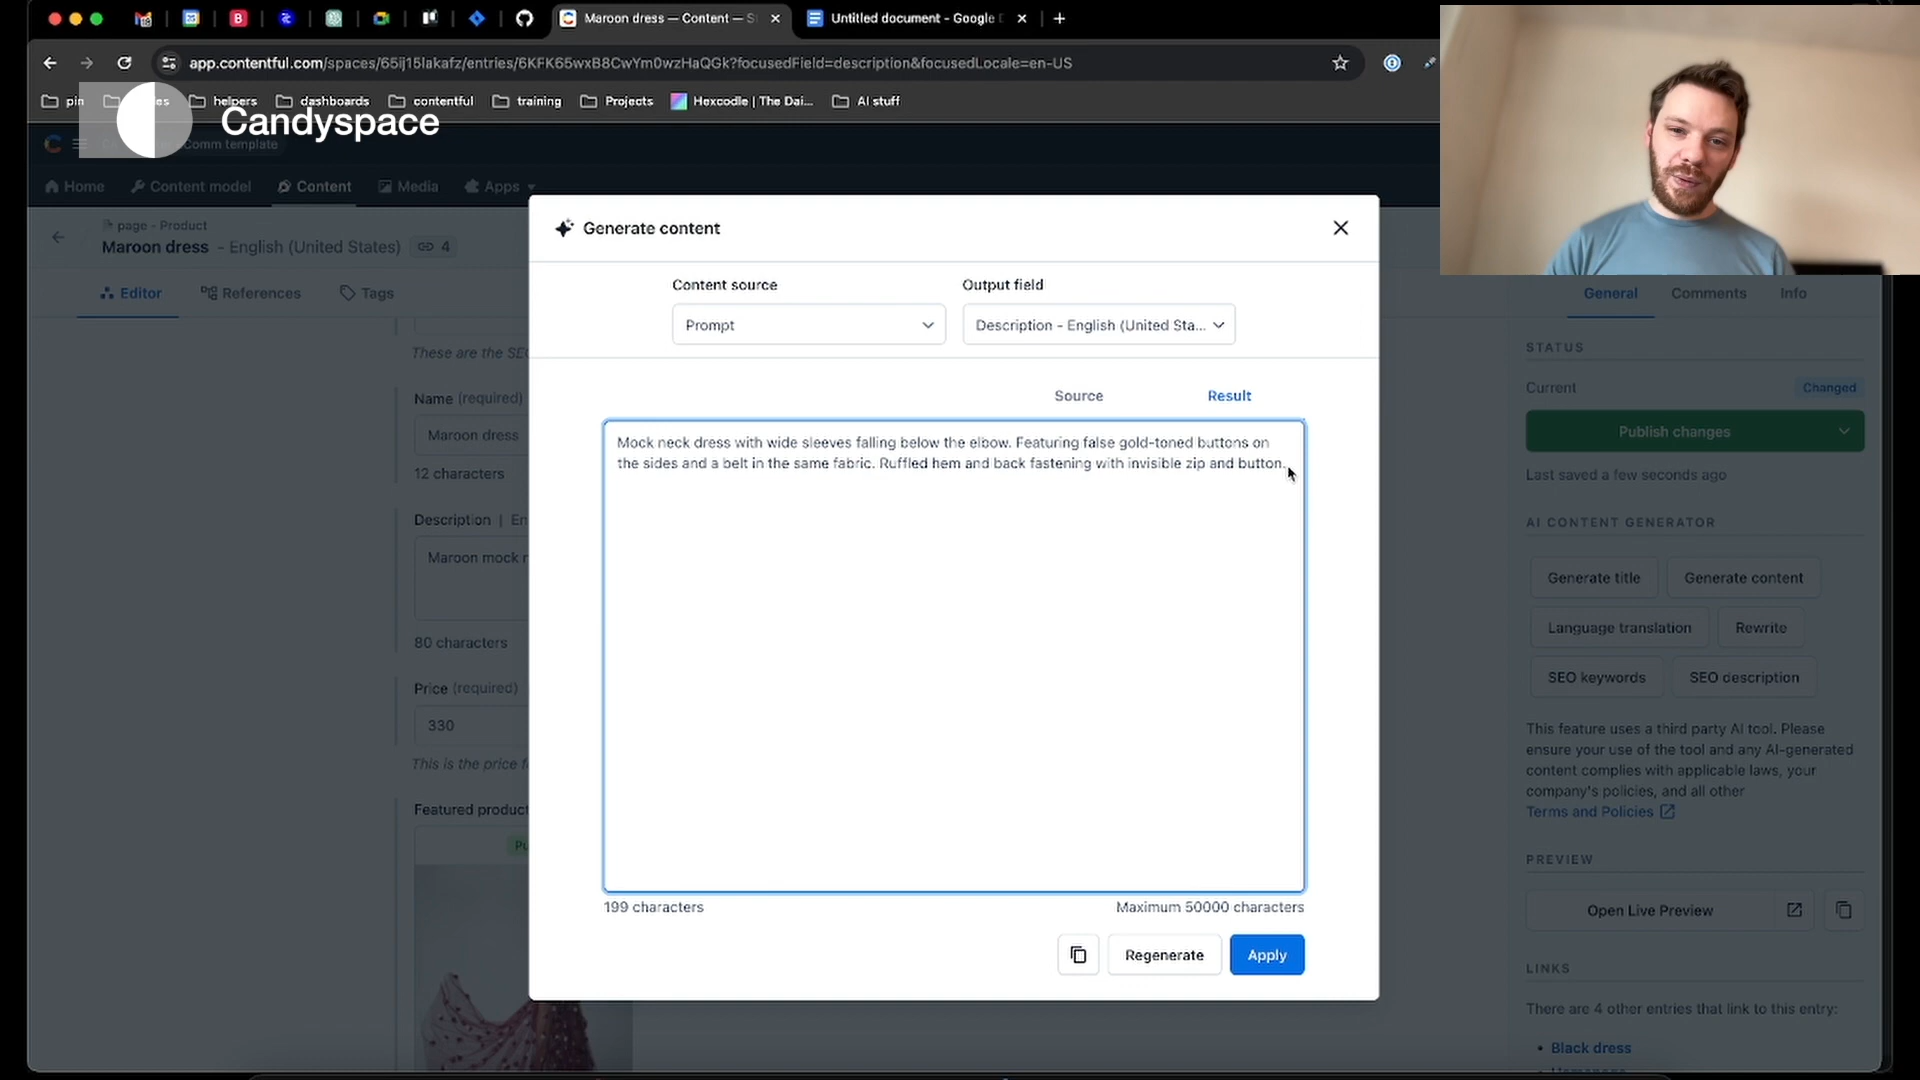 Maroon dress — Content — S
Untitled document - Google D
app.contentful.com/spaces/65ij15lakafz/entries/6KFK65wxB8CwYm0wzHaQGk?focusedField=description&focusedLocale=en-US
pin
helpers
dashboards
contentful
training
Projects
Hexcodle | The Dai...
AI stuff
Candyspace
Comm template
Home
Content model
Content
Media
Apps
page - Product
Maroon dress - English (United States)
4
Editor
References
Tags
General
Comments
Info
Generate content
Content source
Output field
Prompt
Description - English (United Sta...
Source
Result
Mock neck dress with wide sleeves falling below the elbow. Featuring false gold-toned buttons on
the sides and a belt in the same fabric. Ruffled hem and back fastening with invisible zip and button.
199 characters
Maximum 50000 characters
Regenerate
Apply
These are the SEO
Name (required)
Maroon dress
12 characters
Description | En
Maroon mock n
80 characters
Price (required)
330
This is the price f
Featured product
Pu
STATUS
Current
Changed
Publish changes
Last saved a few seconds ago
AI CONTENT GENERATOR
Generate title
Generate content
Language translation
Rewrite
SEO keywords
SEO description
This feature uses a third party AI tool. Please
ensure your use of the tool and any AI-generated
content complies with applicable laws, your
company's policies, and all other
Terms and Policies
PREVIEW
Open Live Preview
LINKS
There are 4 other entries that link to this entry:
Black dress